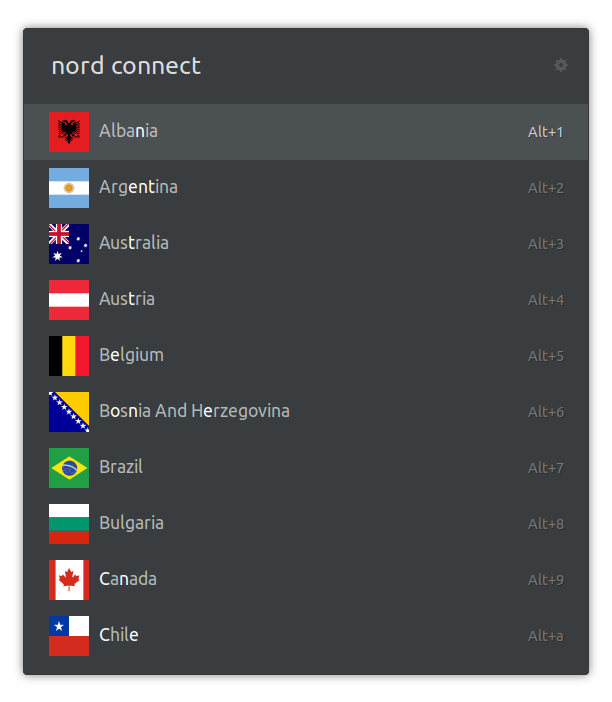 nord connect
Albania Alt+1
Argentina Alt+2
Australia Alt+3
Austria Alt+4
Belgium Alt+5
Bosnia And Herzegovina Alt+6
Brazil Alt+7
Bulgaria Alt+8
Canada Alt+9
Chile Alt+a